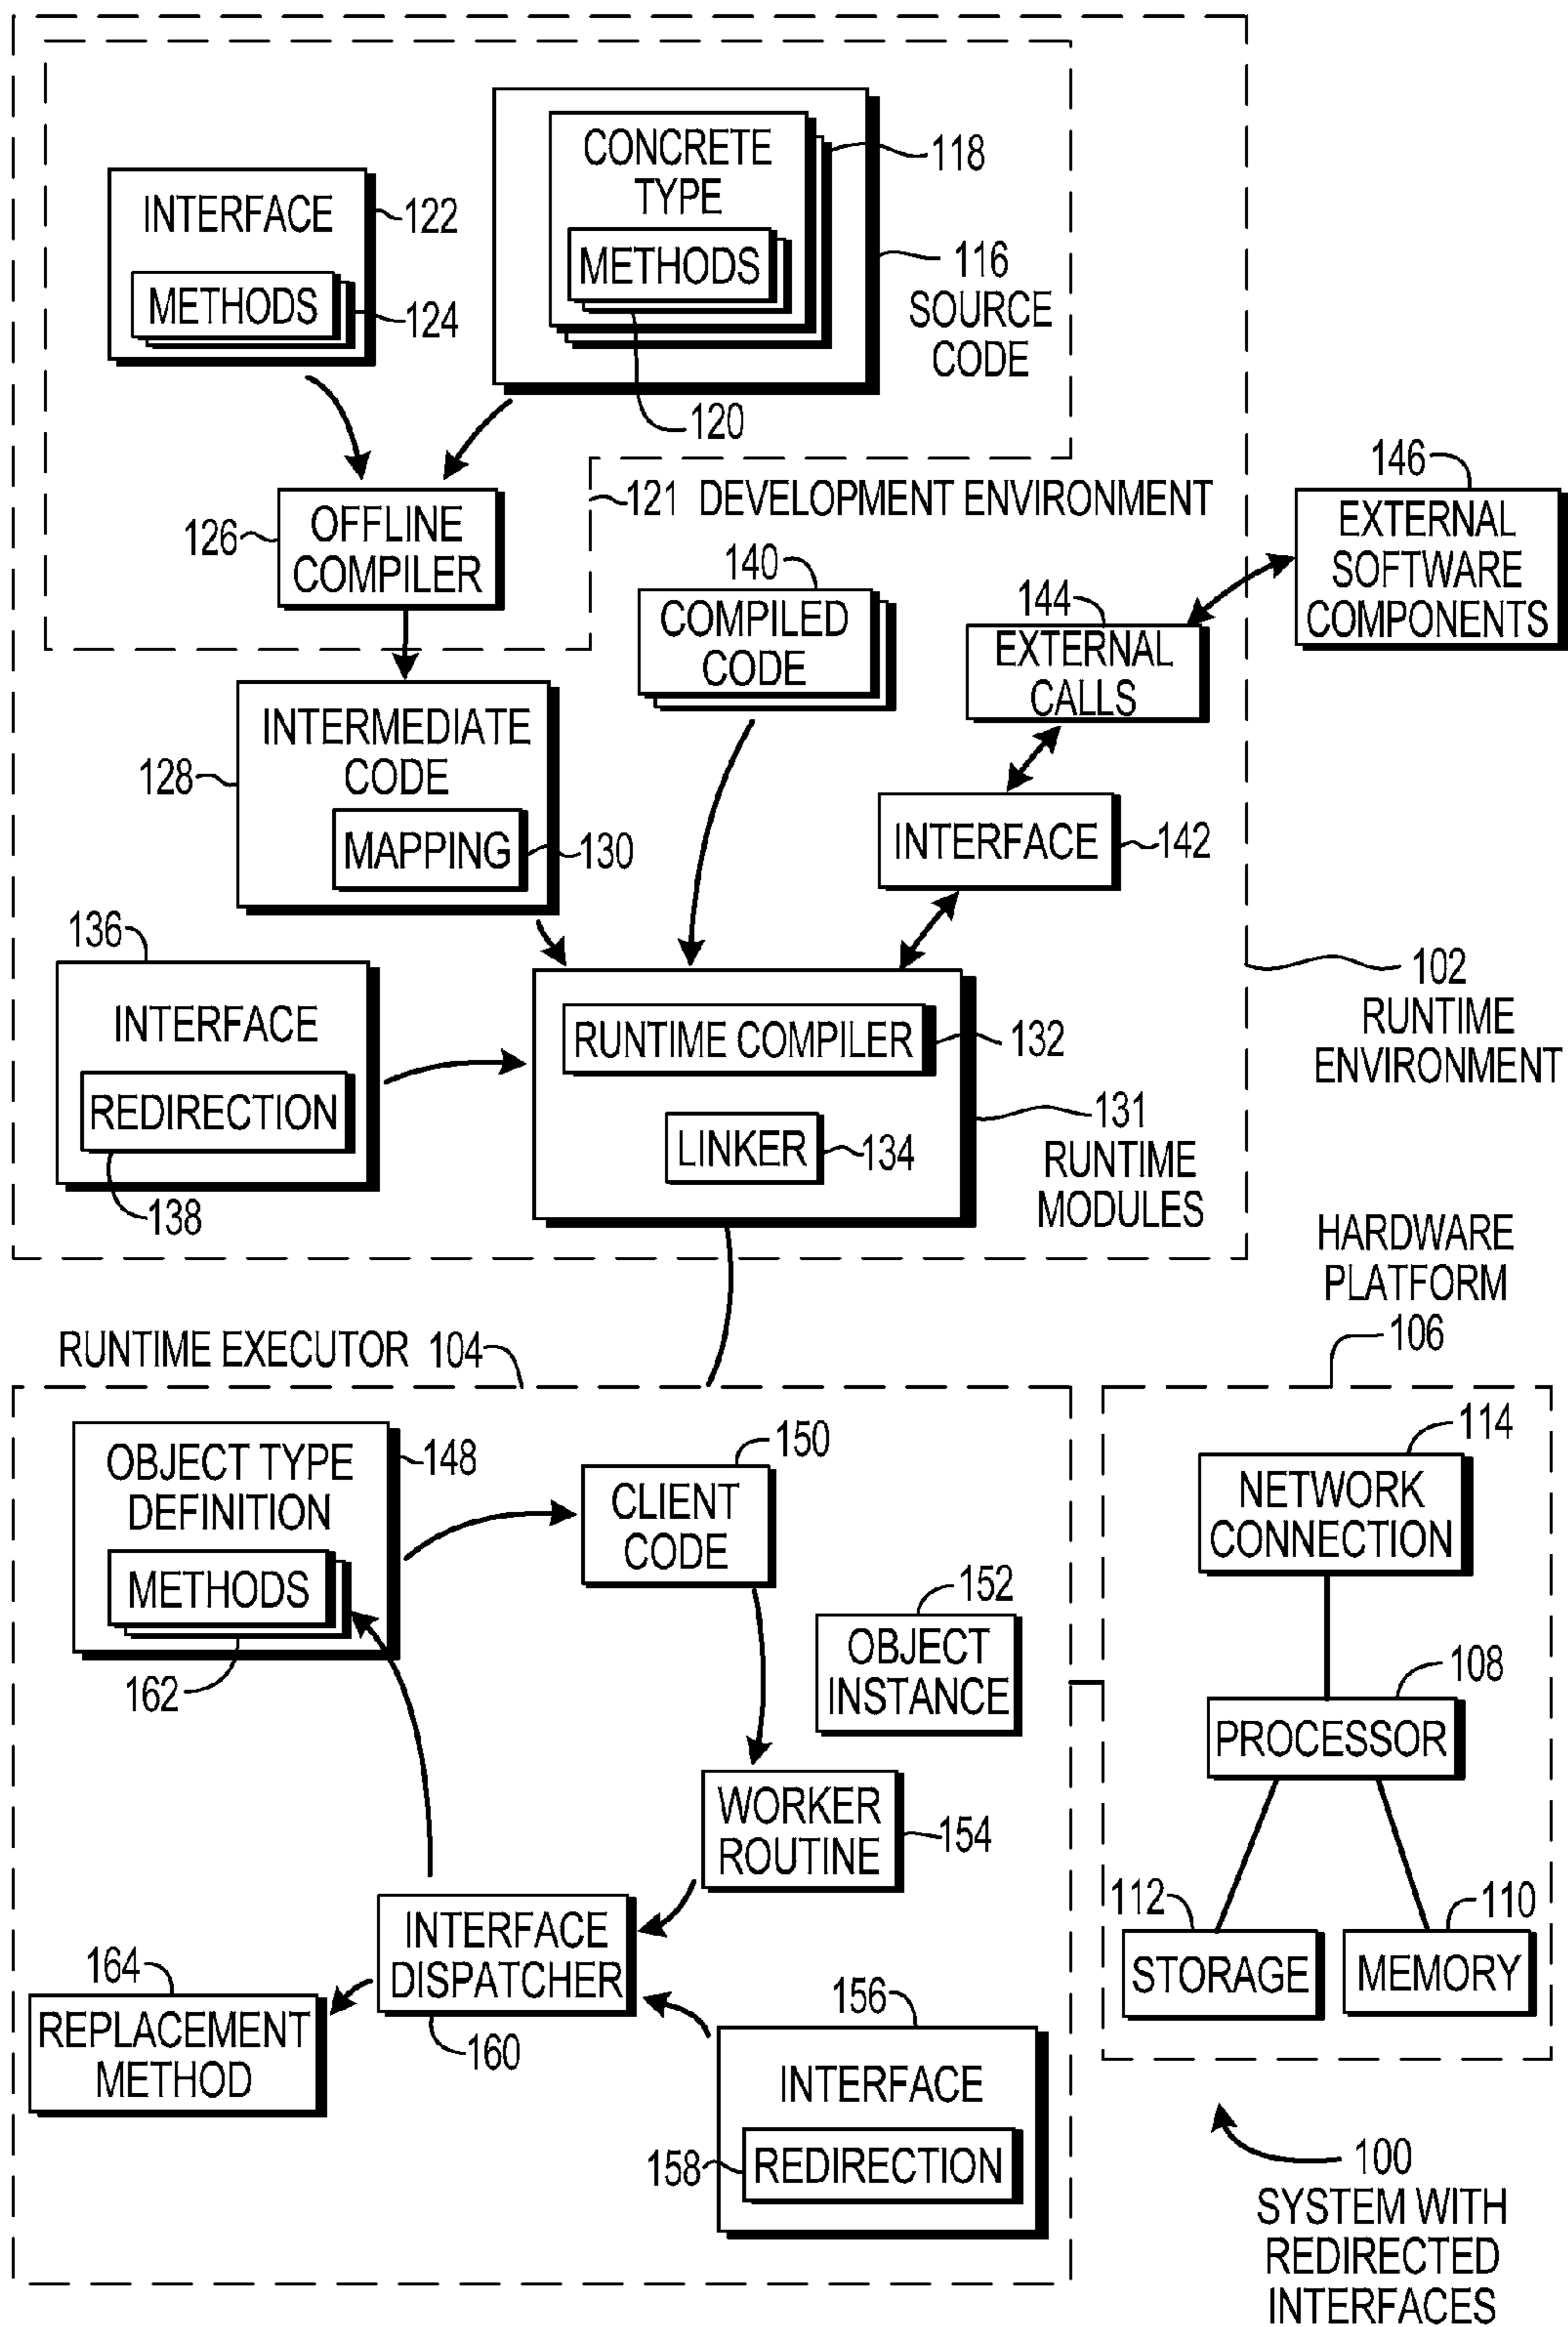 CONCRETE
TYPE
METHODS
118
INTERFACE
122
METHODS
124
116
SOURCE
CODE
120
121 DEVELOPMENT ENVIRONMENT
126
OFFLINE
COMPILER
146
EXTERNAL
SOFTWARE
COMPONENTS
140
COMPILED
CODE
144
EXTERNAL
CALLS
INTERMEDIATE
CODE
128
MAPPING
130
INTERFACE
142
136
INTERFACE
REDIRECTION
138
RUNTIME COMPILER
132
LINKER
134
131
RUNTIME
MODULES
102
RUNTIME
ENVIRONMENT
HARDWARE
PLATFORM
106
RUNTIME EXECUTOR 104
OBJECT TYPE
DEFINITION
148
METHODS
162
150
CLIENT
CODE
152
OBJECT
INSTANCE
WORKER
ROUTINE
154
INTERFACE
DISPATCHER
160
164
REPLACEMENT
METHOD
156
INTERFACE
158
REDIRECTION
114
NETWORK
CONNECTION
108
PROCESSOR
112
STORAGE
110
MEMORY
100
SYSTEM WITH
REDIRECTED
INTERFACES